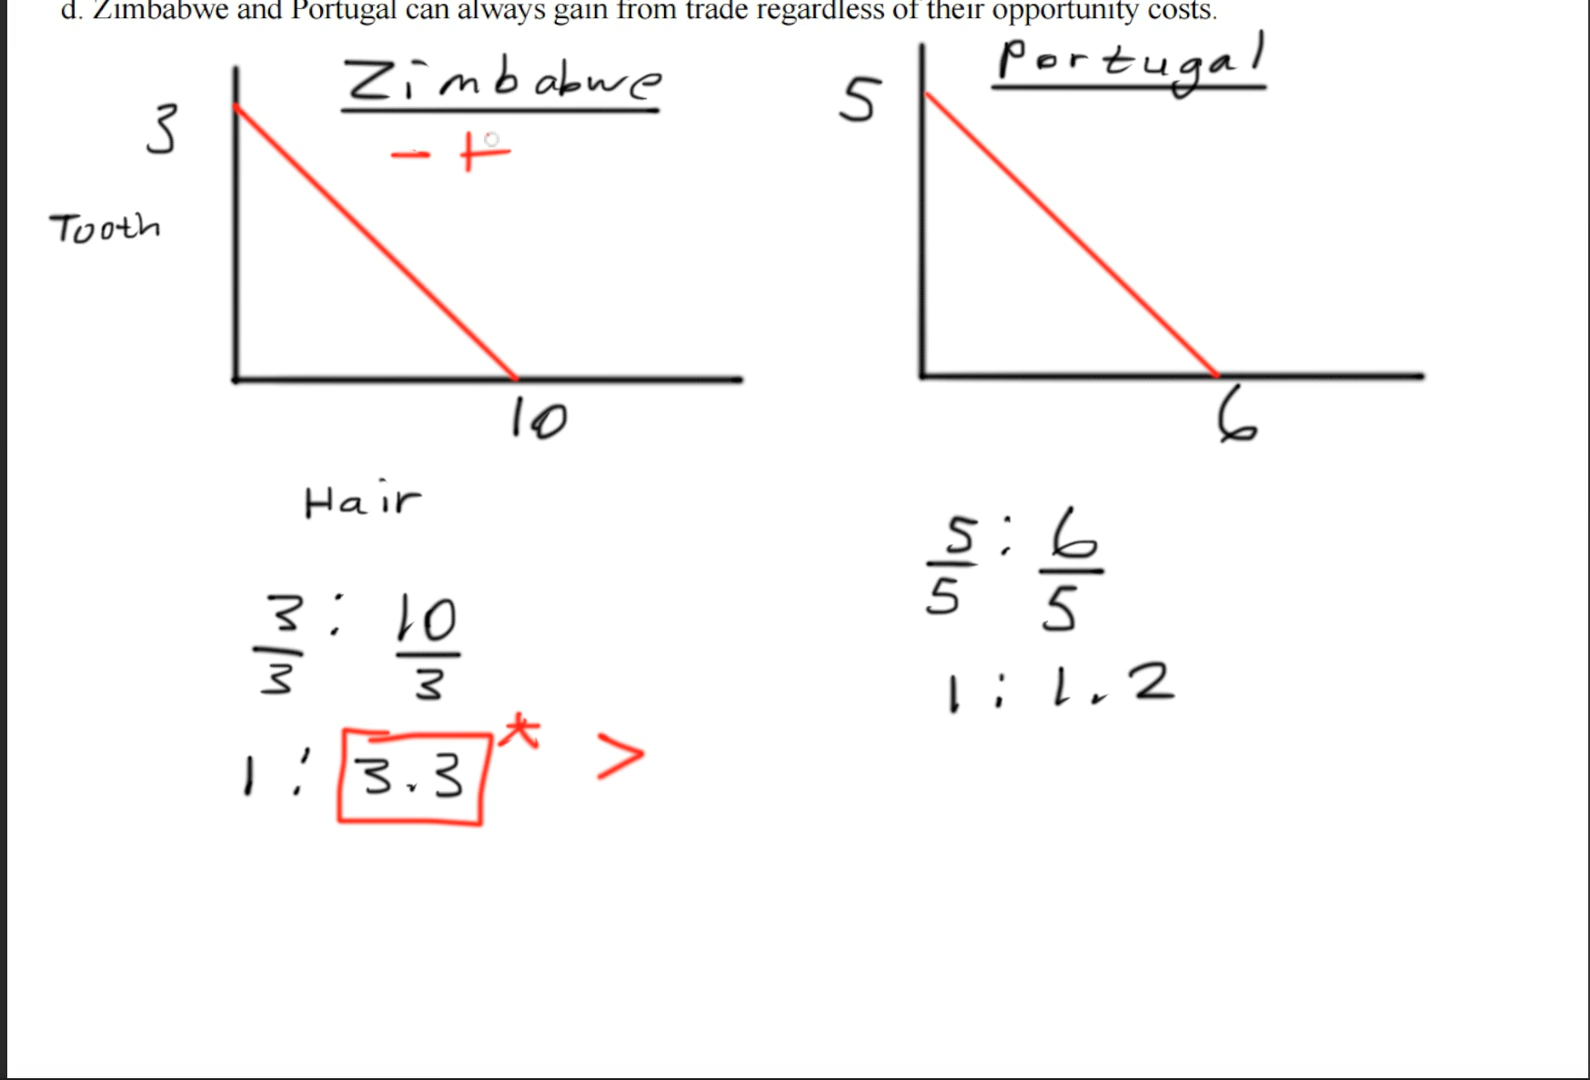 d. Zimbabwe and Portugal can always gain from trade regardless of their opportunity costs.
Zimbabwe
Portugal
3
- +
5
Tooth
10
6
Hair
5 : 6
5 5
3 : 10
3 3
1 : 1.2
1 : 3.3 * >